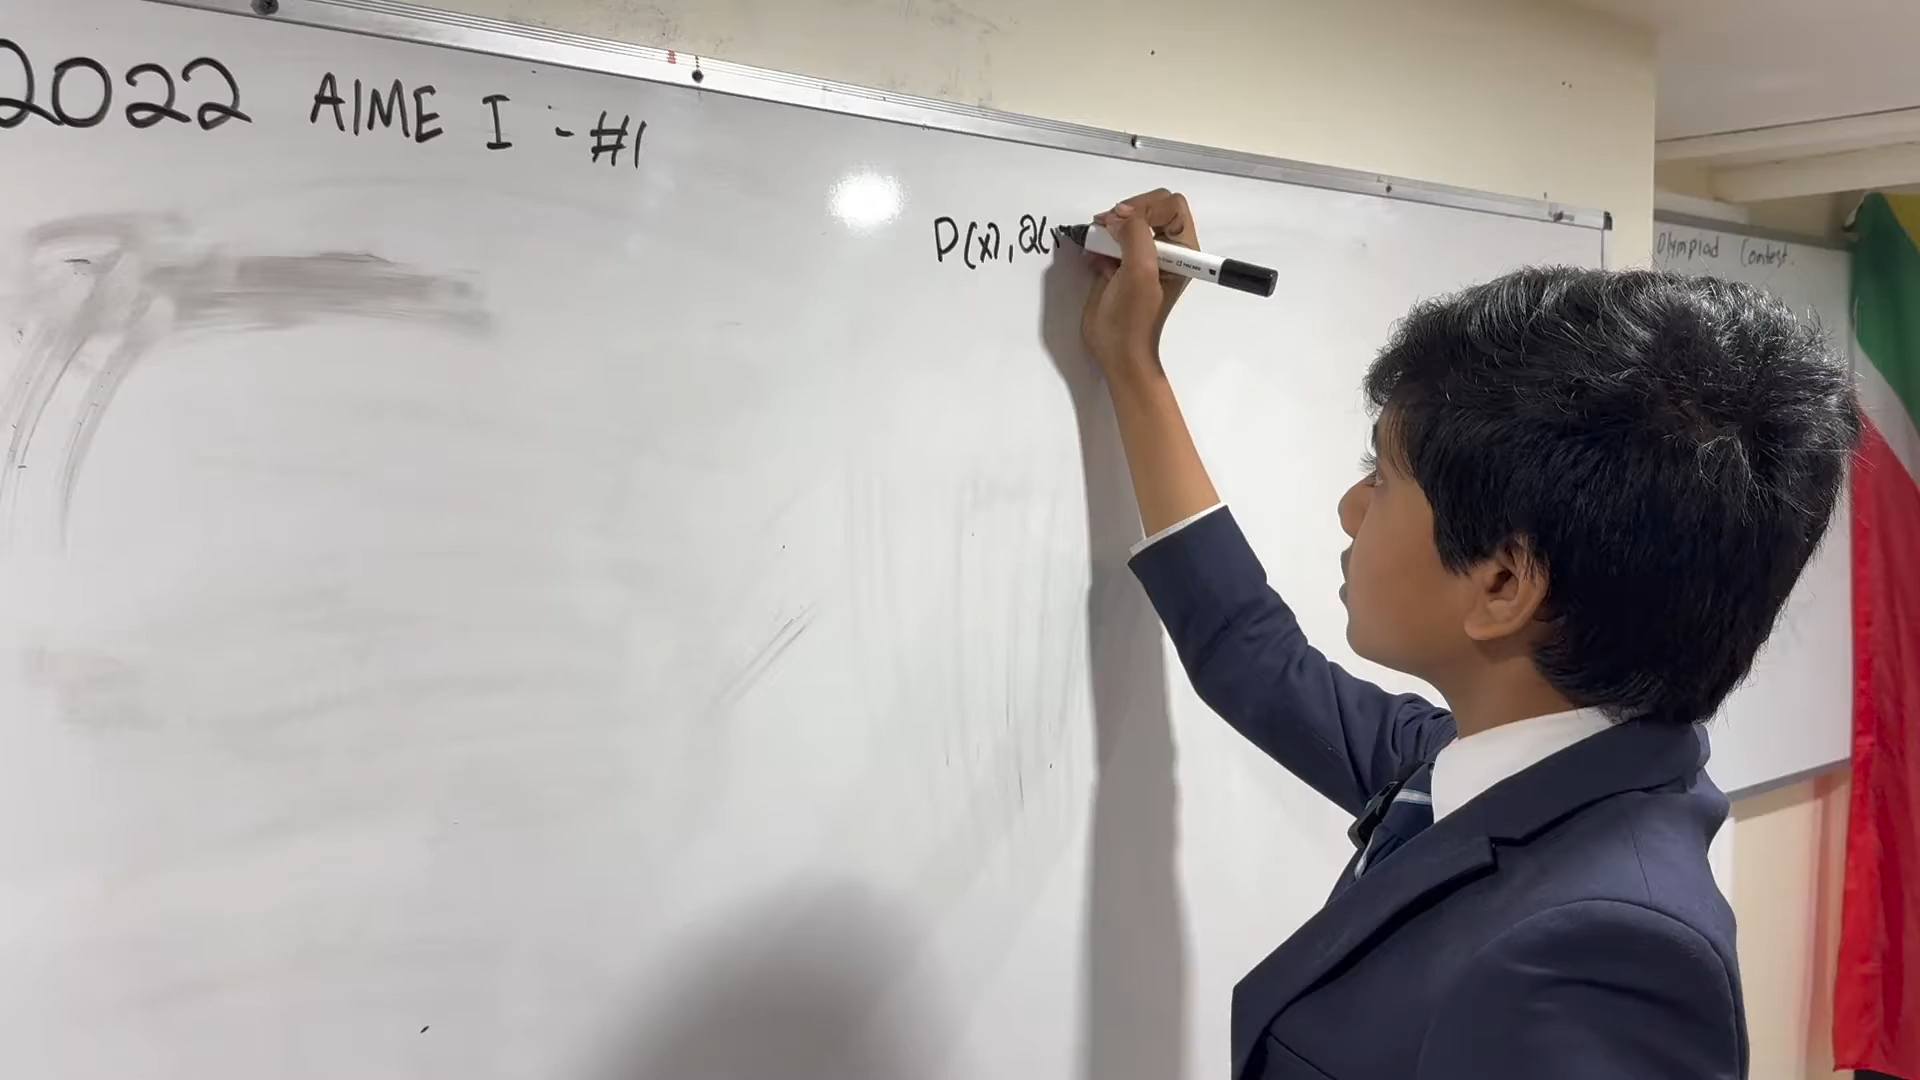 2022 AIME I - #1
P(x), Q(x
Olympiad Contest.